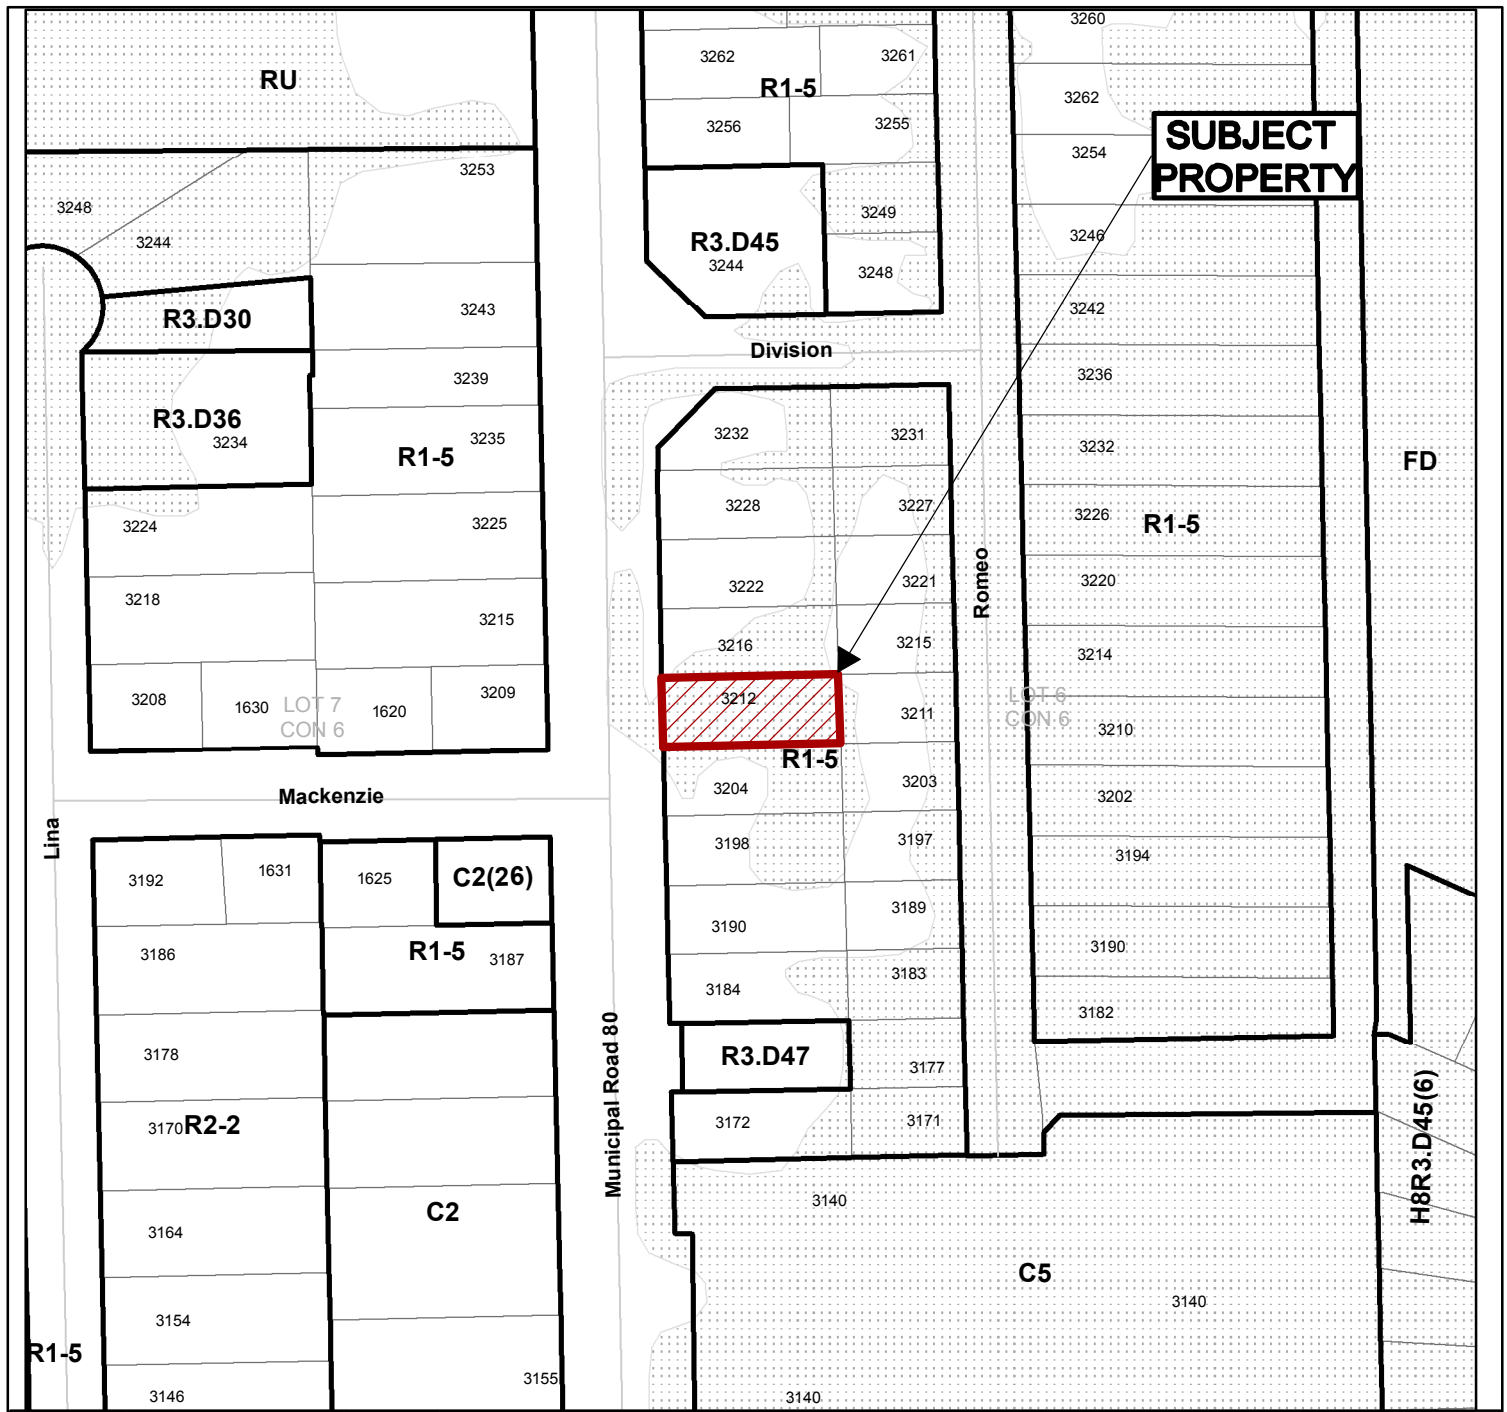 3260
3262
3261
RU
R1-5
3262
3256
3255
3254
SUBJECT
PROPERTY
3253
3248
3244
3249
3246
R3.D45
3244
3248
R3.D30
3243
3242
Division
3239
3236
R3.D36
3234
3235
R1-5
3232
3231
3232
FD
3228
3227
3224
3225
3226
R1-5
3222
3221
Romeo
3220
3218
3215
3216
3215
3214
3208
1630
LOT 7
CON 6
1620
3209
3212
3211
LOT 6
CON 6
3210
R1-5
Mackenzie
3204
3203
3202
Lina
3198
3197
3194
3192
1631
1625
C2(26)
3190
3189
3190
3186
R1-5
3187
3184
3183
3182
3178
Municipal Road 80
R3.D47
3177
3170
R2-2
3172
3171
H8R3.D45(6)
3164
C2
3140
C5
3140
3154
R1-5
3155
3146
3140